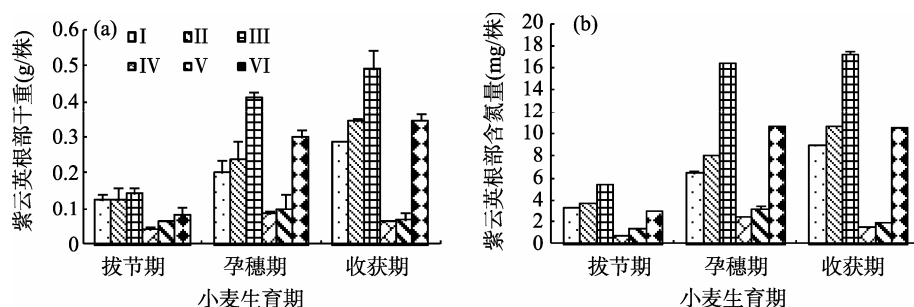 (a)
紫云英根部干重(g/株)
0.6
0.5
0.4
0.3
0.2
0.1
0
I II III
IV V VI
拔节期 孕穗期 收获期
小麦生育期
(b)
紫云英根部含氮量(mg/株)
20
18
16
14
12
10
8
6
4
2
0
拔节期 孕穗期 收获期
小麦生育期